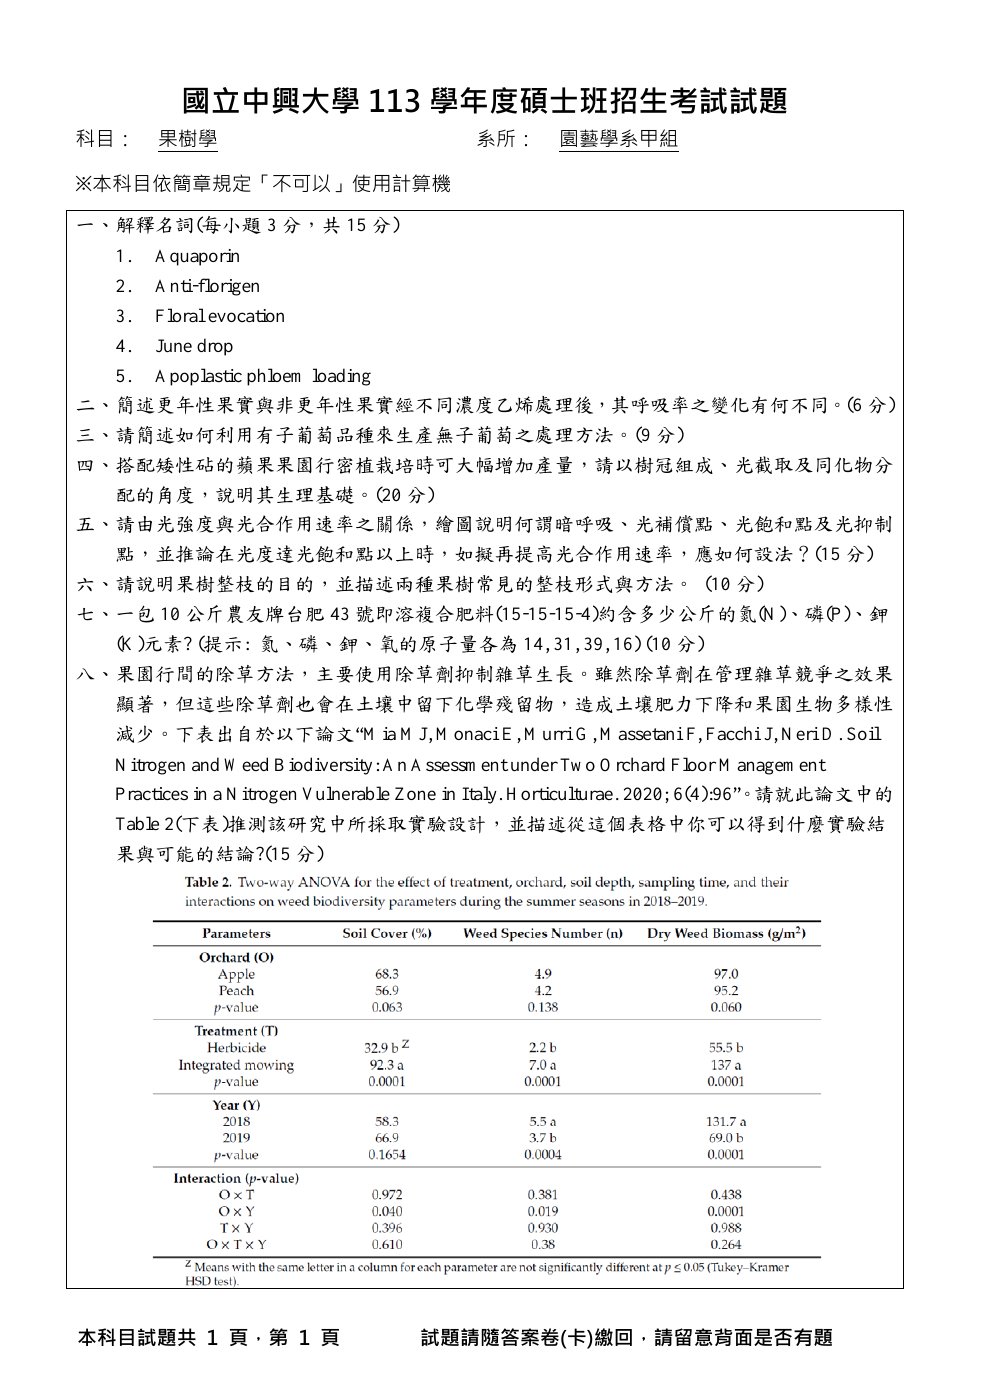 國立中興大學 113 學年度碩士班招生考試試題
科目： 果樹學 系所： 園藝學系甲組
※本科目依簡章規定「不可以」使用計算機
一、解釋名詞(每小題 3 分，共 15 分)
1. Aquaporin
2. Anti-florigen
3. Floral evocation
4. June drop
5. Apoplastic phloem loading
二、簡述更年性果實與非更年性果實經不同濃度乙烯處理後，其呼吸率之變化有何不同。(6 分)
三、請簡述如何利用有子葡萄品種來生產無子葡萄之處理方法。(9 分)
四、搭配矮性砧的蘋果果園行密植栽培時可大幅增加產量，請以樹冠組成、光截取及同化物分
配的角度，說明其生理基礎。(20 分)
五、請由光強度與光合作用速率之關係，繪圖說明何謂暗呼吸、光補償點、光飽和點及光抑制
點，並推論在光度達光飽和點以上時，如擬再提高光合作用速率，應如何設法？(15 分)
六、請說明果樹整枝的目的，並描述兩種果樹常見的整枝形式與方法。 (10 分)
七、一包 10 公斤農友牌台肥 43 號即溶複合肥料(15-15-15-4)約含多少公斤的氮(N)、磷(P)、鉀
(K)元素? (提示: 氮、磷、鉀、氧的原子量各為 14,31,39,16) (10 分)
八、果園行間的除草方法，主要使用除草劑抑制雜草生長。雖然除草劑在管理雜草競爭之效果
顯著，但這些除草劑也會在土壤中留下化學殘留物，造成土壤肥力下降和果園生物多樣性
減少。下表出自於以下論文“Mia MJ, Monaci E, Murri G, Massetani F, Facchi J, Neri D. Soil
Nitrogen and Weed Biodiversity: An Assessment under Two Orchard Floor Management
Practices in a Nitrogen Vulnerable Zone in Italy. Horticulturae. 2020; 6(4):96”。請就此論文中的
Table 2(下表)推測該研究中所採取實驗設計，並描述從這個表格中你可以得到什麼實驗結
果與可能的結論?(15 分)
Table 2. Two-way ANOVA for the effect of treatment, orchard, soil depth, sampling time, and their
interactions on weed biodiversity parameters during the summer seasons in 2018–2019.
Parameters Soil Cover (%) Weed Species Number (n) Dry Weed Biomass (g/m²)
Orchard (O)
Apple 68.3 4.9 97.0
Peach 56.9 4.2 95.2
p-value 0.063 0.138 0.060
Treatment (T)
Herbicide 32.9 b Z 2.2 b 55.5 b
Integrated mowing 92.3 a 7.0 a 137 a
p-value 0.0001 0.0001 0.0001
Year (Y)
2018 58.3 5.5 a 131.7 a
2019 66.9 3.7 b 69.0 b
p-value 0.1654 0.0004 0.0001
Interaction (p-value)
O × T 0.972 0.381 0.438
O × Y 0.040 0.019 0.0001
T × Y 0.396 0.930 0.988
O × T × Y 0.610 0.38 0.264
Z Means with the same letter in a column for each parameter are not significantly different at p ≤ 0.05 (Tukey–Kramer
HSD test).
本科目試題共 1 頁，第 1 頁 試題請隨答案卷(卡)繳回，請留意背面是否有題